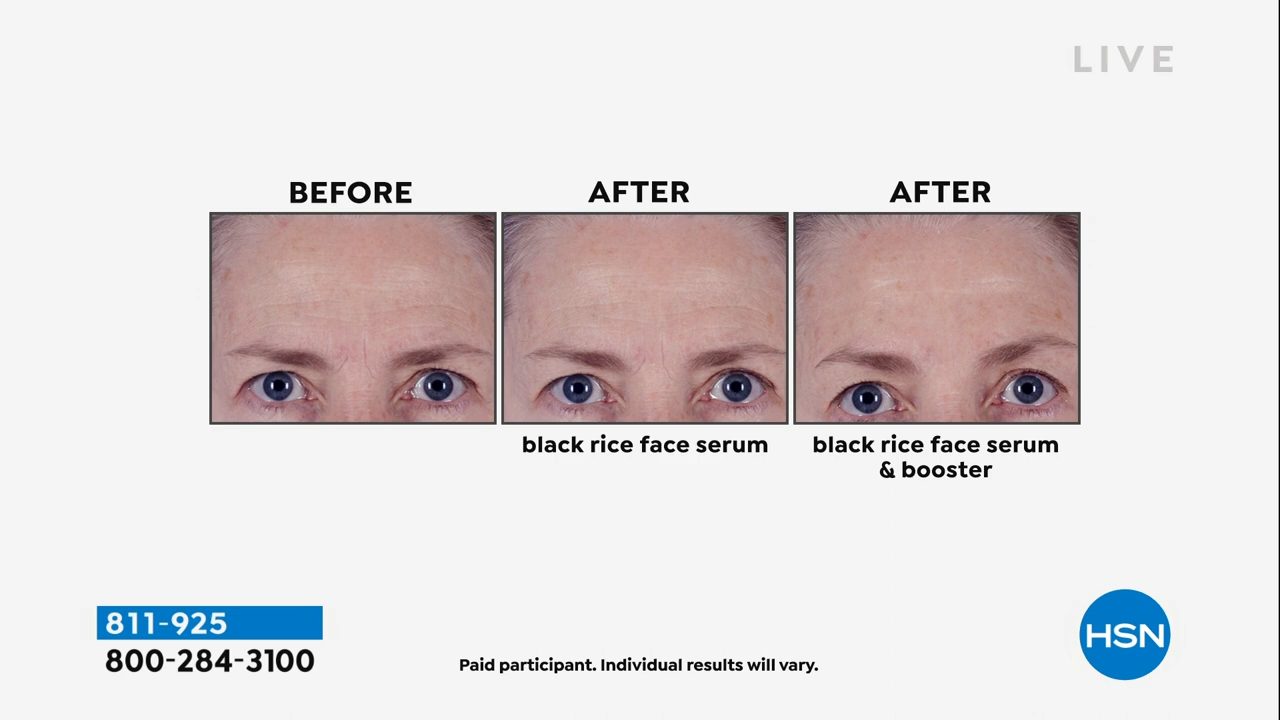 LIVE
BEFORE
AFTER
AFTER
black rice face serum
black rice face serum
& booster
811-925
800-284-3100
Paid participant. Individual results will vary.
HSN